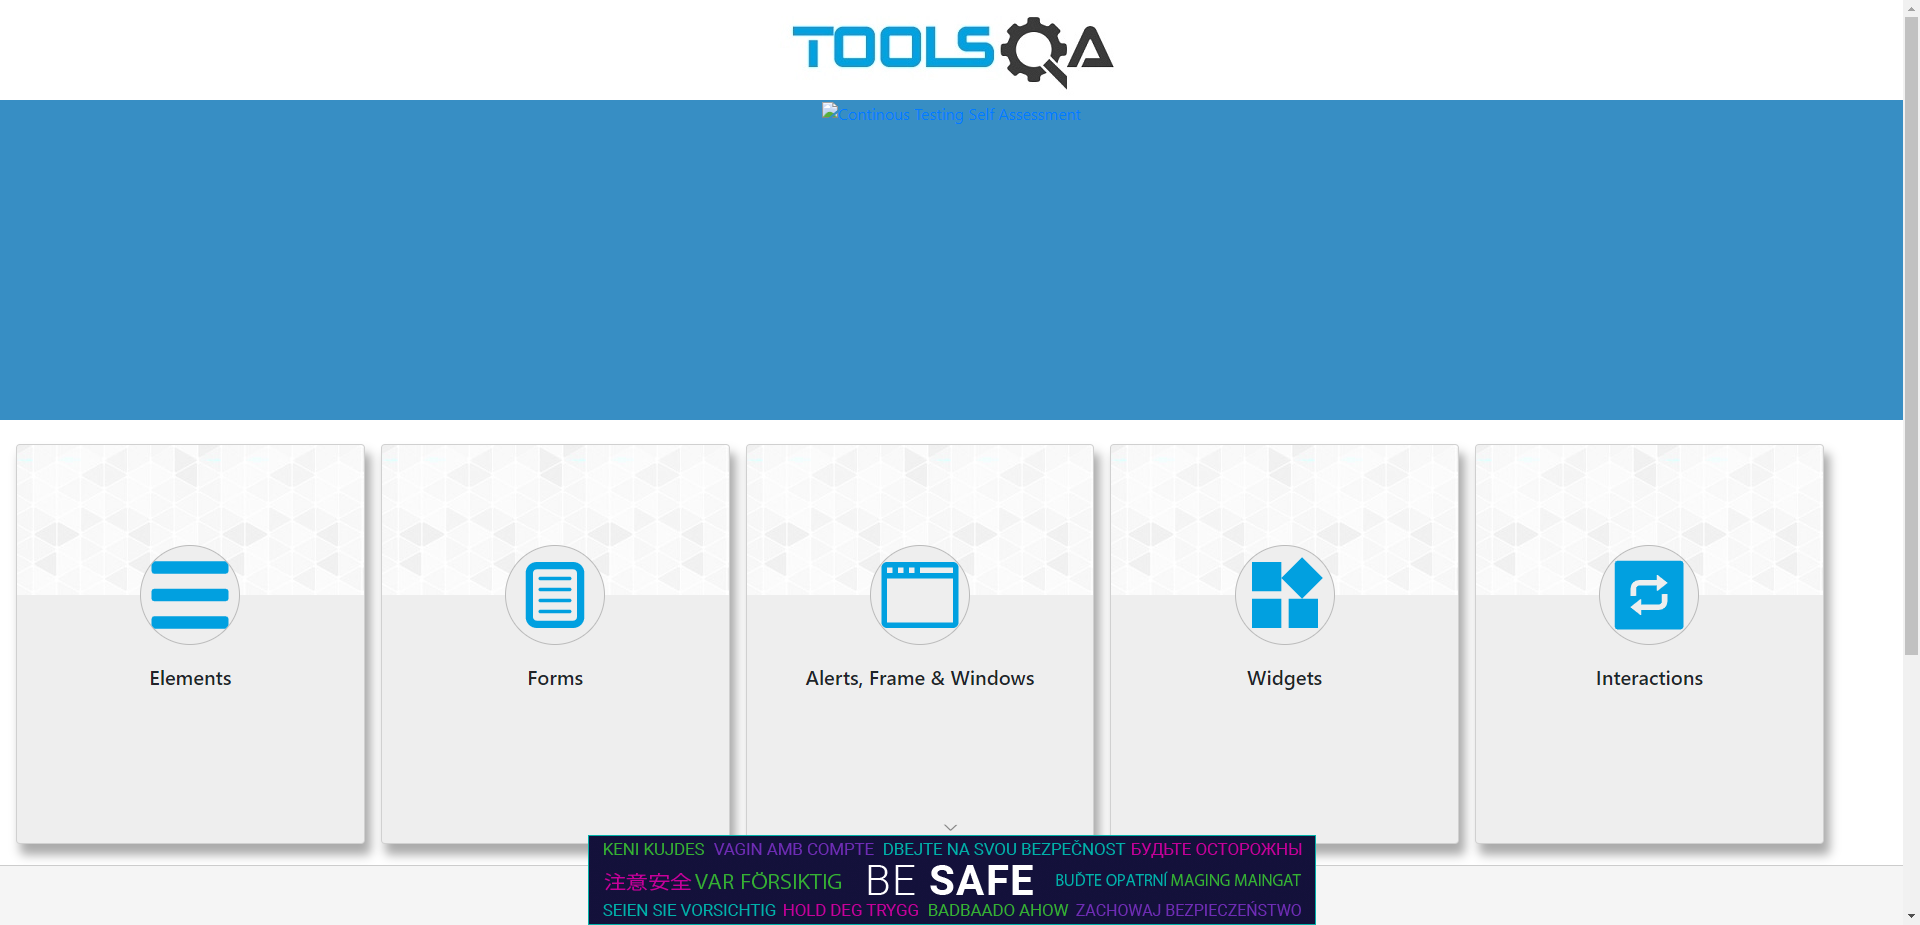 TOOLSQA
Continous Testing Self Assessment
Elements
Forms
Alerts, Frame & Windows
Widgets
Interactions
KENI KUJDES VAGIN AMB COMPTE DBEJTE NA SVOU BEZPEČNOST БУДЬТЕ ОСТОРОЖНЫ
注意安全 VAR FÖRSIKTIG BE SAFE BUĎTE OPATRNÍ MAGING MAINGAT
SEIEN SIE VORSICHTIG HOLD DEG TRYGG BADBAADO AHOW ZACHOWAJ BEZPIECZEŃSTWO